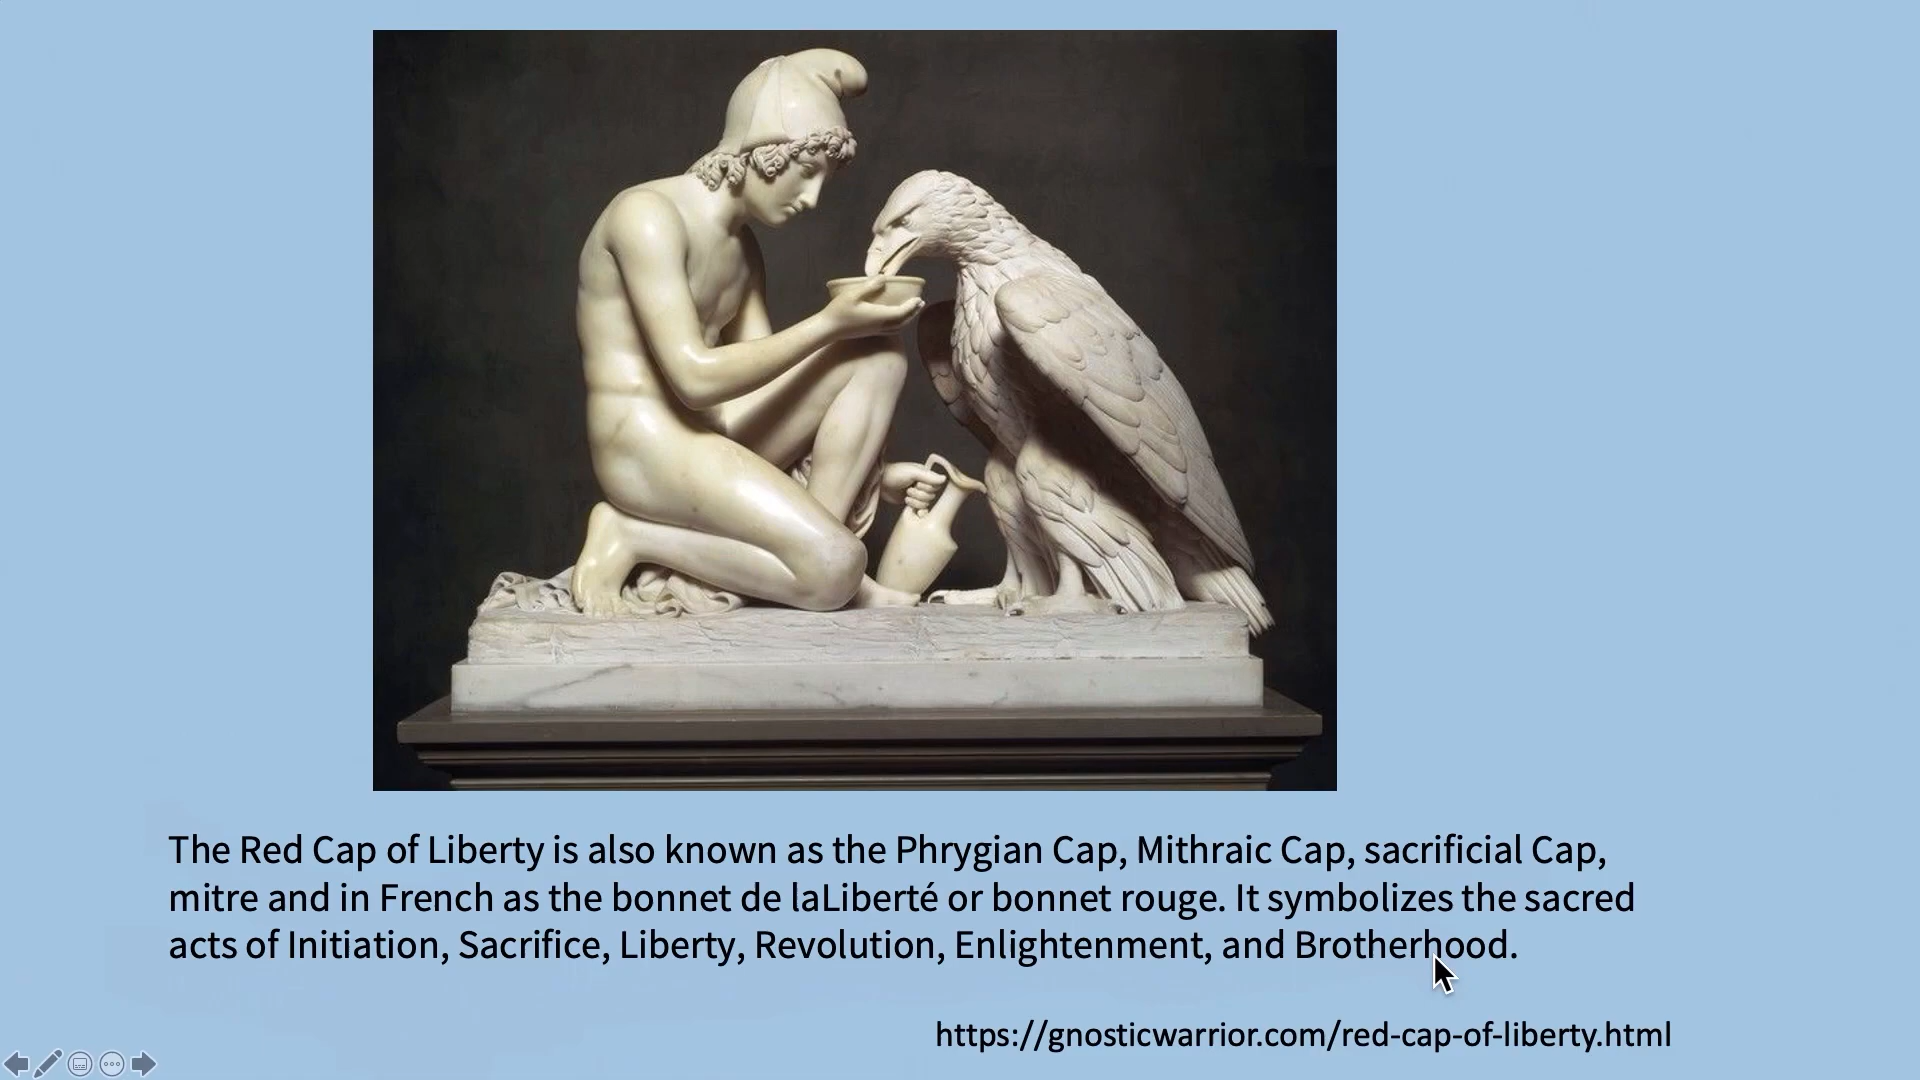 The Red Cap of Liberty is also known as the Phrygian Cap, Mithraic Cap, sacrificial Cap,
mitre and in French as the bonnet de laLiberté or bonnet rouge. It symbolizes the sacred
acts of Initiation, Sacrifice, Liberty, Revolution, Enlightenment, and Brotherhood.
https://gnosticwarrior.com/red-cap-of-liberty.html